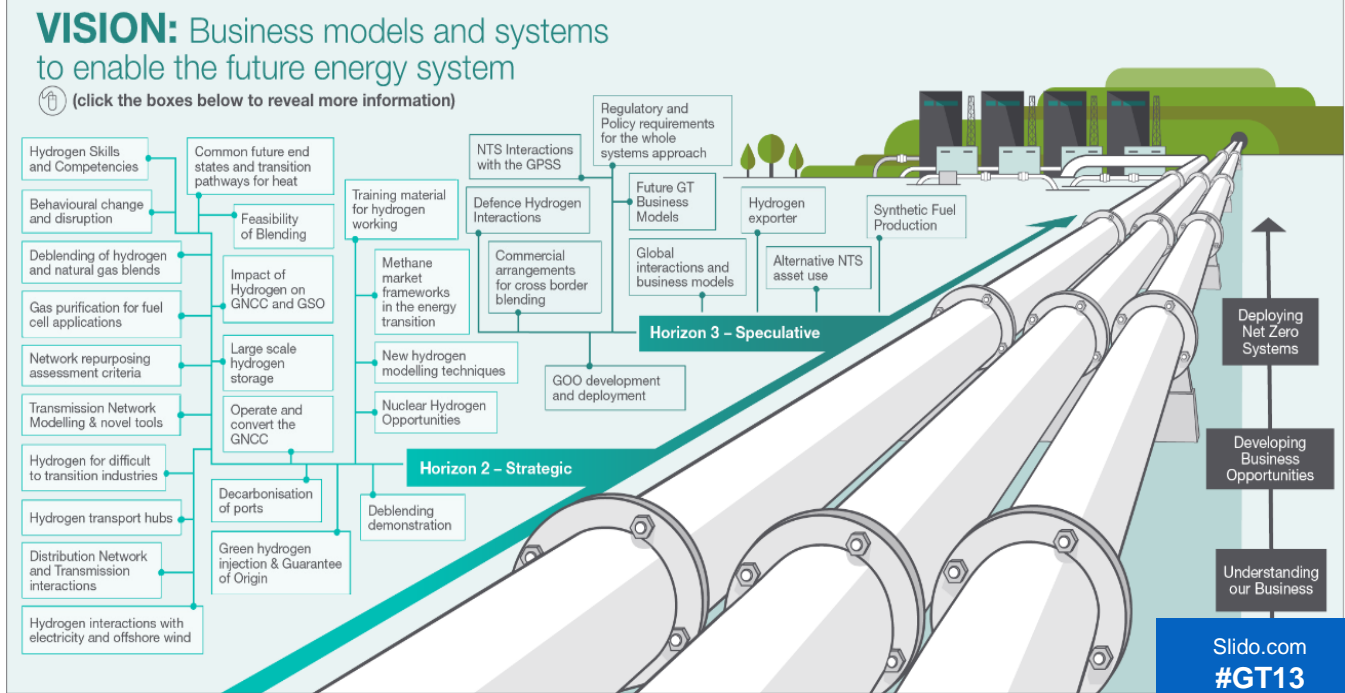 VISION: Business models and systems
to enable the future energy system
(click the boxes below to reveal more information)
Hydrogen Skills
and Competencies
Behavioural change
and disruption
Deblending of hydrogen
and natural gas blends
Gas purification for fuel
cell applications
Network repurposing
assessment criteria
Transmission Network
Modelling & novel tools
Hydrogen for difficult
to transition industries
Hydrogen transport hubs
Distribution Network
and Transmission
interactions
Hydrogen interactions with
electricity and offshore wind
Common future end
states and transition
pathways for heat
Feasibility
of Blending
Impact of
Hydrogen on
GNCC and GSO
Large scale
hydrogen
storage
Operate and
convert the
GNCC
Decarbonisation
of ports
Green hydrogen
injection & Guarantee
of Origin
Training material
for hydrogen
working
Methane
market
frameworks
in the energy
transition
New hydrogen
modelling techniques
Nuclear Hydrogen
Opportunities
Deblending
demonstration
Horizon 2 – Strategic
NTS Interactions
with the GPSS
Defence Hydrogen
Interactions
Commercial
arrangements
for cross border
blending
GOO development
and deployment
Regulatory and
Policy requirements
for the whole
systems approach
Future GT
Business
Models
Global
interactions and
business models
Hydrogen
exporter
Alternative NTS
asset use
Synthetic Fuel
Production
Horizon 3 – Speculative
Deploying
Net Zero
Systems
Developing
Business
Opportunities
Understanding
our Business
Slido.com
#GT13